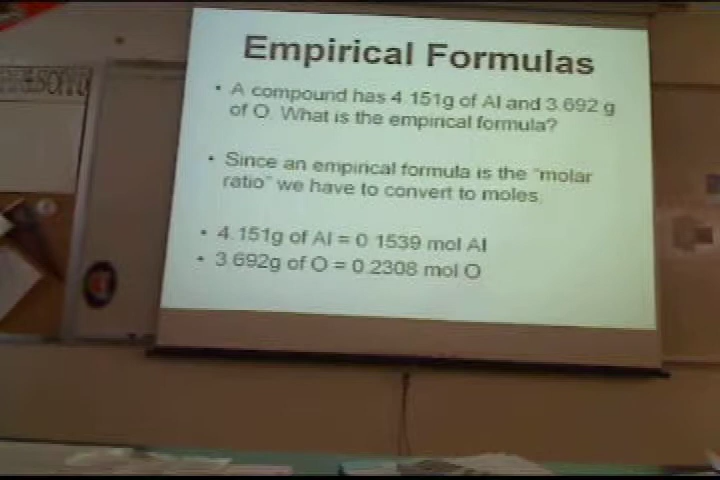 Empirical Formulas
• A compound has 4.151g of Al and 3.692 g
of O. What is the empirical formula?
• Since an empirical formula is the "molar
ratio" we have to convert to moles.
• 4.151g of Al = 0.1539 mol Al
• 3.692g of O = 0.2308 mol O